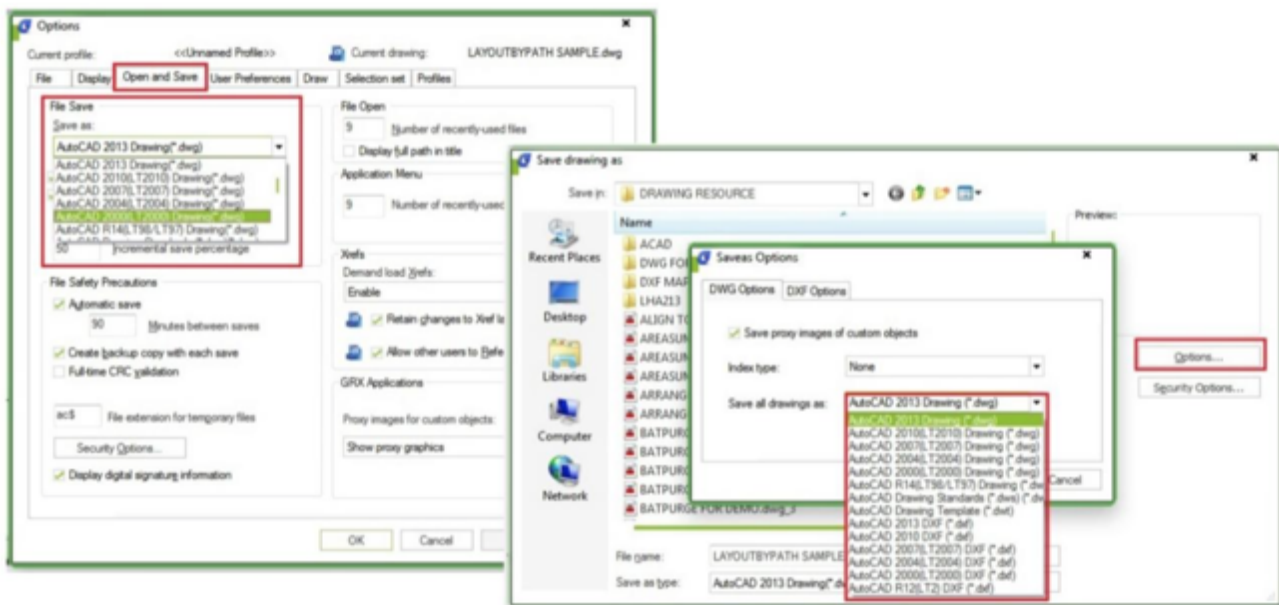 Options
Current profile: <<Unnamed Profile>> Current drawing: LAYOUTBYPATH SAMPLE.dwg
File Display Open and Save User Preferences Draw Selection set Profiles
File Save
Save as:
AutoCAD 2013 Drawing(*.dwg)
AutoCAD 2013 Drawing(*.dwg)
AutoCAD 2010(LT2010) Drawing(*.dwg)
AutoCAD 2007(LT2007) Drawing(*.dwg)
AutoCAD 2004(LT2004) Drawing(*.dwg)
AutoCAD 2000(LT2000) Drawing(*.dwg)
AutoCAD R14(LT98/LT97) Drawing(*.dwg)
50 Incremental save percentage
File Safety Precautions
Automatic save
90 Minutes between saves
Create backup copy with each save
Full-time CRC validation
ac$ File extension for temporary files
Security Options...
Display digital signature information
File Open
9 Number of recently-used files
Display full path in title
Application Menu
9 Number of recently-used
Xrefs
Demand load Xrefs:
Enable
Retain changes to Xref la
Allow other users to Refe
GRX Applications
Proxy images for custom objects:
Show proxy graphics
OK Cancel
Save drawing as
Save in: DRAWING RESOURCE
Recent Places
Desktop
Libraries
Computer
Network
Name
ACAD
DWG FO
DXF MAP
LHA213
ALIGN TO
AREASUM
AREASUM
AREASUM
ARRANG
ARRANG
BATPURG
BATPURG
BATPURG
BATPURG
BATPURGE FOR DEMO.dwg_3
Preview:
Options...
Security Options...
File name: LAYOUTBYPATH SAMPLE
Save as type: AutoCAD 2013 Drawing(*.dw
Saveas Options
DWG Options DXF Options
Save proxy images of custom objects
Index type: None
Save all drawings as: AutoCAD 2013 Drawing (*.dwg)
AutoCAD 2013 Drawing (*.dwg)
AutoCAD 2010(LT2010) Drawing (*.dwg)
AutoCAD 2007(LT2007) Drawing (*.dwg)
AutoCAD 2004(LT2004) Drawing (*.dwg)
AutoCAD 2000(LT2000) Drawing (*.dwg)
AutoCAD R14(LT98/LT97) Drawing (*.dw
AutoCAD Drawing Standards (*.dws) (*.dw
AutoCAD Drawing Template (*.dwt)
AutoCAD 2013 DXF (*.dxf)
AutoCAD 2010 DXF (*.dxf)
AutoCAD 2007(LT2007) DXF (*.dxf)
AutoCAD 2004(LT2004) DXF (*.dxf)
AutoCAD 2000(LT2000) DXF (*.dxf)
AutoCAD R12(LT2) DXF (*.dxf)
Cancel